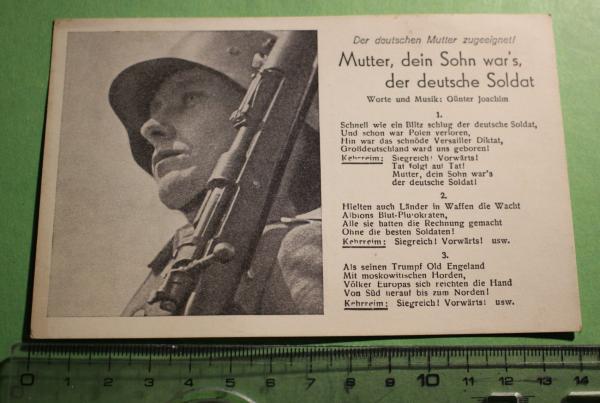 Der deutschen Mutter zugeeignet!
Mutter, dein Sohn war's,
der deutsche Soldat
Worte und Musik: Günter Joachim
1.
Schnell wie ein Blitz schlug der deutsche Soldat,
Und schon war Polen verloren,
Hin war das schnöde Versailler Diktat,
Großdeutschland ward uns geboren!
Kehrreim: Siegreich! Vorwärts!
Tat folgt auf Tat!
Mutter, dein Sohn war's
der deutsche Soldat!
2.
Hielten auch Länder in Waffen die Wacht
Albions Blut-Plutokraten,
Alle sie hatten die Rechnung gemacht
Ohne die besten Soldaten!
Kehrreim: Siegreich! Vorwärts! usw.
3.
Als seinen Trumpf Old Engeland
Mit moskowitischen Horden,
Völker Europas sich reichten die Hand
Von Süd herauf bis zum Norden!
Kehrreim: Siegreich! Vorwärts! usw.
0 1 2 3 4 5 6 7 8 9 10 11 12 13 14